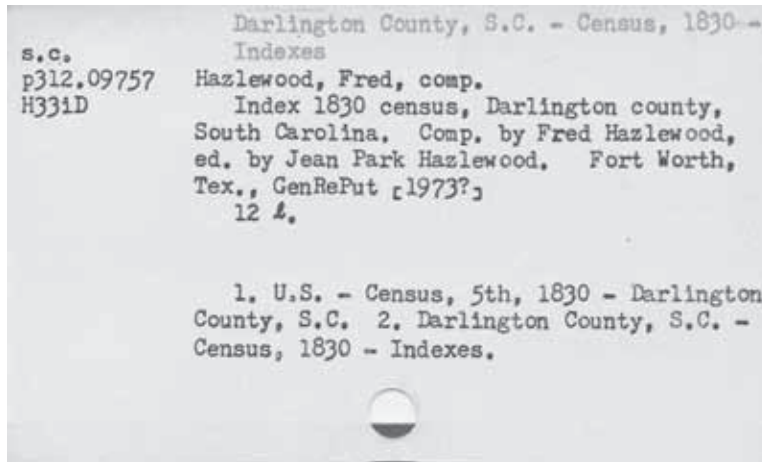 Darlington County, S.C. - Census, 1830 -
Indexes
s.c.
p312.09757
H331D
Hazlewood, Fred, comp.
Index 1830 census, Darlington county,
South Carolina. Comp. by Fred Hazlewood,
ed. by Jean Park Hazlewood. Fort Worth,
Tex., GenRePut [1973?]
12 l.
1. U.S. - Census, 5th, 1830 - Darlington
County, S.C. 2. Darlington County, S.C. -
Census, 1830 - Indexes.